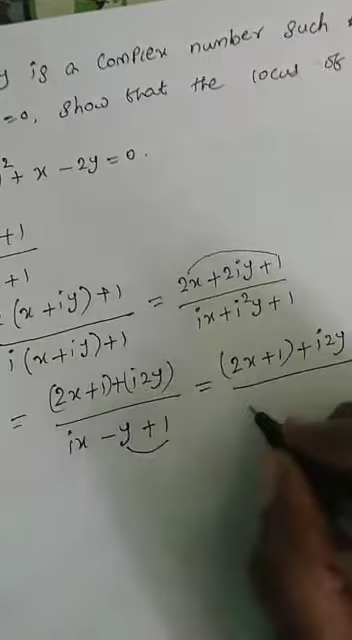 y is a complex number such
=0, show that the locus of
² + x - 2y = 0.
+1
+1
(x+iy)+1 = 2x+2iy+1
i(x+iy)+1 ix+i²y+1
= (2x+1)+(i2y) = (2x+1)+i2y
ix - y + 1